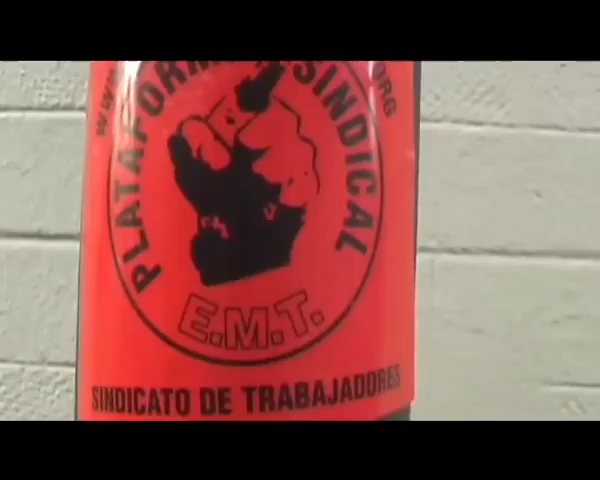 PLATAFORMA SINDICAL
E.M.T.
SINDICATO DE TRABAJADORES